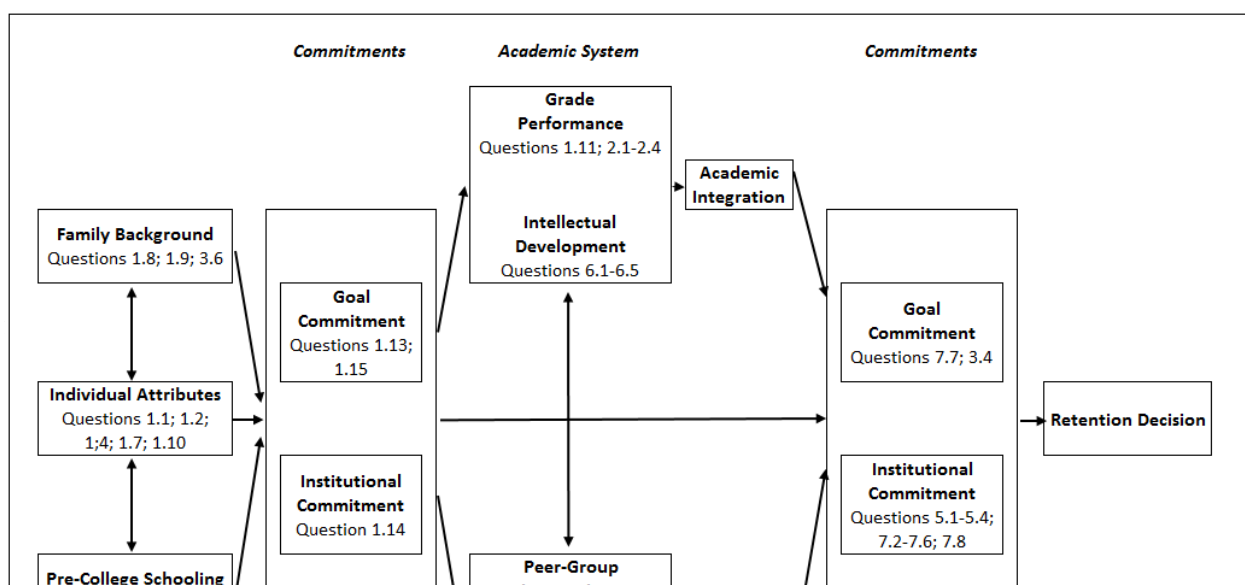 Commitments
Academic System
Commitments
Grade
Performance
Questions 1.11; 2.1-2.4
Academic
Integration
Intellectual
Development
Questions 6.1-6.5
Family Background
Questions 1.8; 1.9; 3.6
Goal
Commitment
Questions 1.13;
1.15
Goal
Commitment
Questions 7.7; 3.4
Individual Attributes
Questions 1.1; 1.2;
1;4; 1.7; 1.10
Retention Decision
Institutional
Commitment
Question 1.14
Institutional
Commitment
Questions 5.1-5.4;
7.2-7.6; 7.8
Pre-College Schooling
Peer-Group